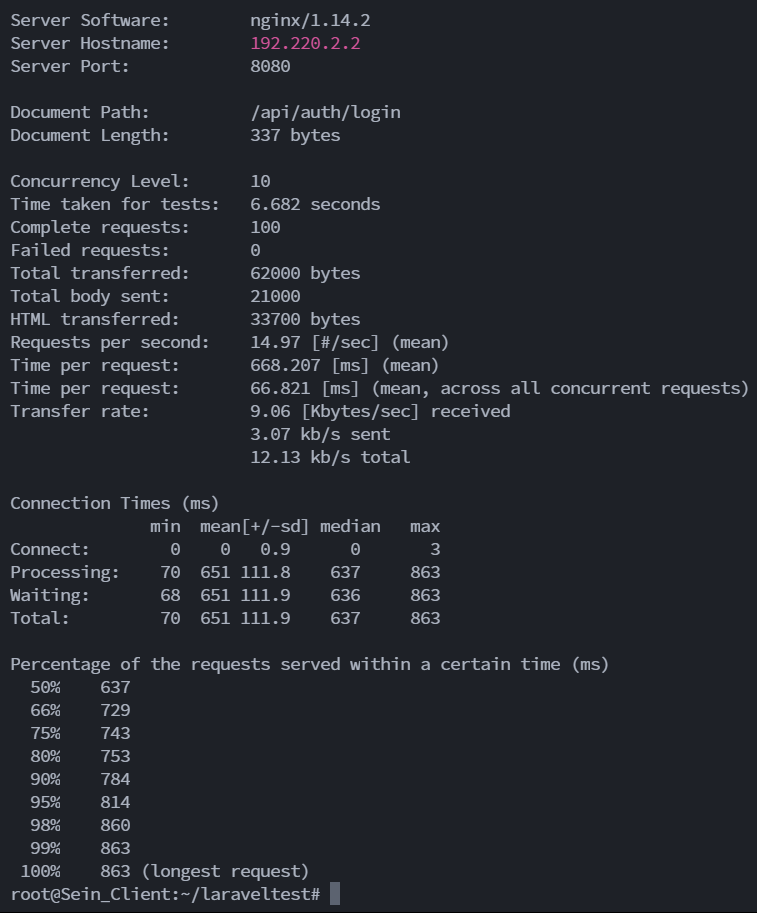 Server Software:        nginx/1.14.2
Server Hostname:        192.220.2.2
Server Port:            8080

Document Path:          /api/auth/login
Document Length:        337 bytes

Concurrency Level:      10
Time taken for tests:   6.682 seconds
Complete requests:      100
Failed requests:        0
Total transferred:      62000 bytes
Total body sent:        21000
HTML transferred:       33700 bytes
Requests per second:    14.97 [#/sec] (mean)
Time per request:       668.207 [ms] (mean)
Time per request:       66.821 [ms] (mean, across all concurrent requests)
Transfer rate:          9.06 [Kbytes/sec] received
                        3.07 kb/s sent
                        12.13 kb/s total

Connection Times (ms)
              min  mean[+/-sd] median   max
Connect:        0    0   0.9      0       3
Processing:    70  651 111.8    637     863
Waiting:       68  651 111.9    636     863
Total:         70  651 111.9    637     863

Percentage of the requests served within a certain time (ms)
  50%    637
  66%    729
  75%    743
  80%    753
  90%    784
  95%    814
  98%    860
  99%    863
 100%    863 (longest request)
root@Sein_Client:~/laraveltest#